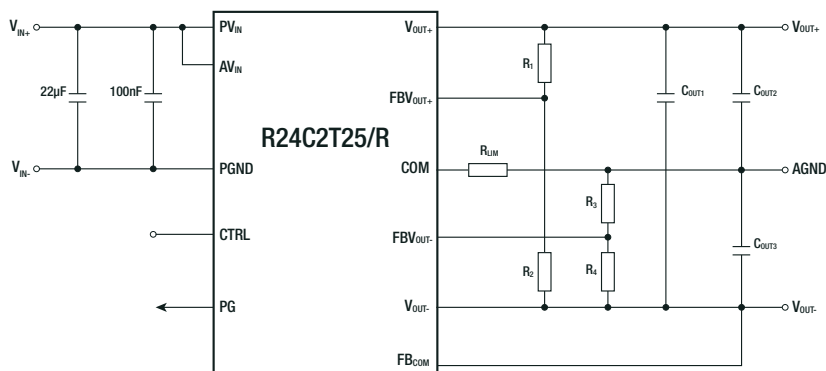 VIN+ PVIN VOUT+ VOUT+
R1
AVIN
22µF 100nF FBVOUT+ COUT1 COUT2
R24C2T25/R
RLIM
VIN- PGND COM AGND
R3
CTRL FBVOUT-
COUT3
R2 R4
PG VOUT- VOUT-
FBCOM